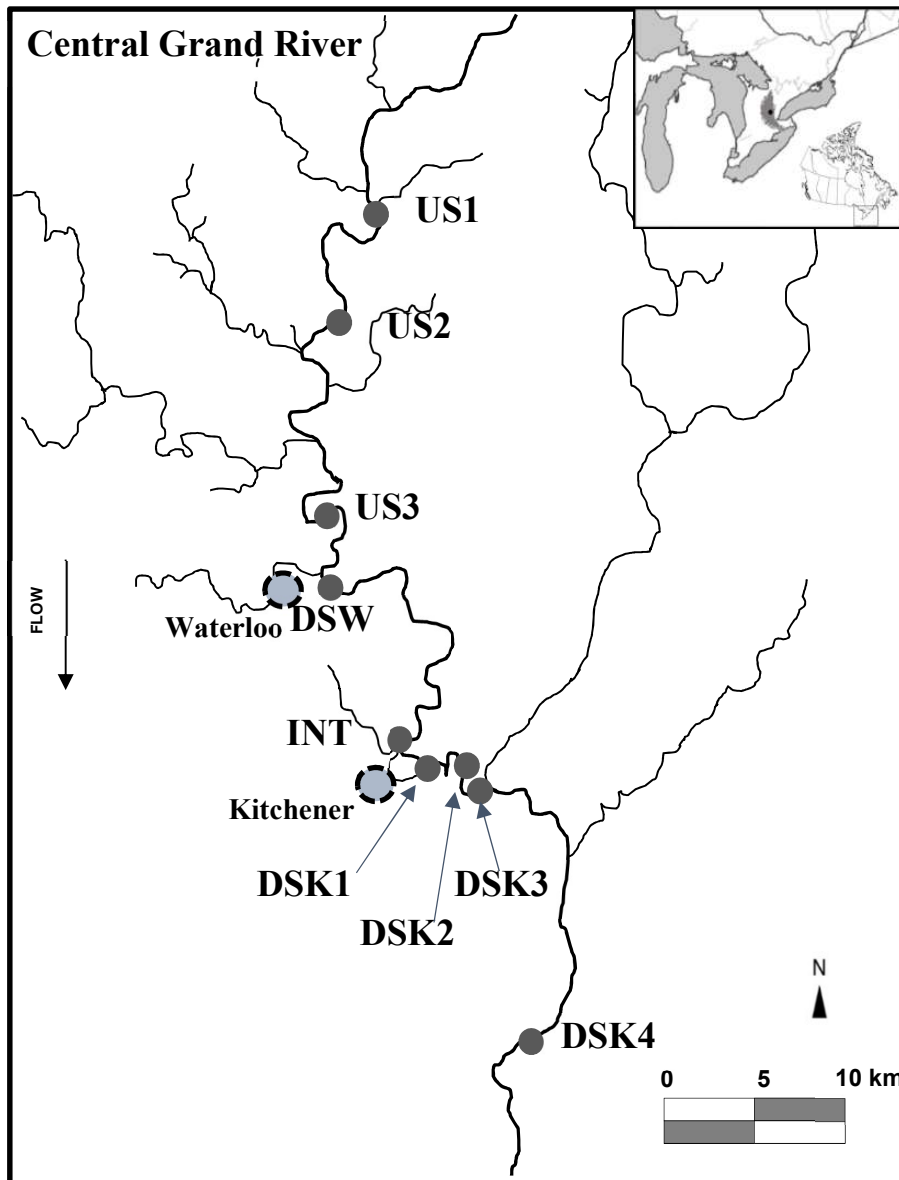 Central Grand River
US1
US2
US3
FLOW
Waterloo
DSW
INT
Kitchener
DSK1
DSK3
DSK2
N
DSK4
0 5 10 km